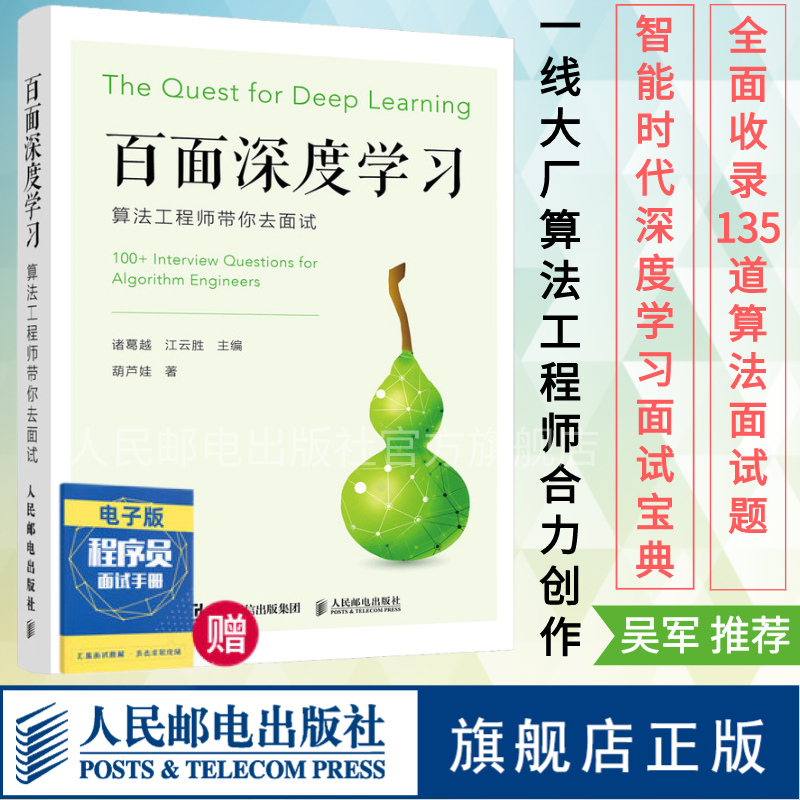 The Quest for Deep Learning
百面深度学习
算法工程师带你去面试
100+ Interview Questions for
Algorithm Engineers
诸葛越 江云胜 主编
葫芦娃 著
信出版集团
人民邮电出版社
百面深度学习 算法工程师带你去面试 人民邮电出版社
人民邮电出版社官方旗舰店
电子版
程序员
面试手册
赠
一线大厂算法工程师合力创作
智能时代深度学习面试宝典
全面收录135道算法面试题
吴军 推荐
人民邮电出版社
POSTS & TELECOM PRESS
旗舰店正版